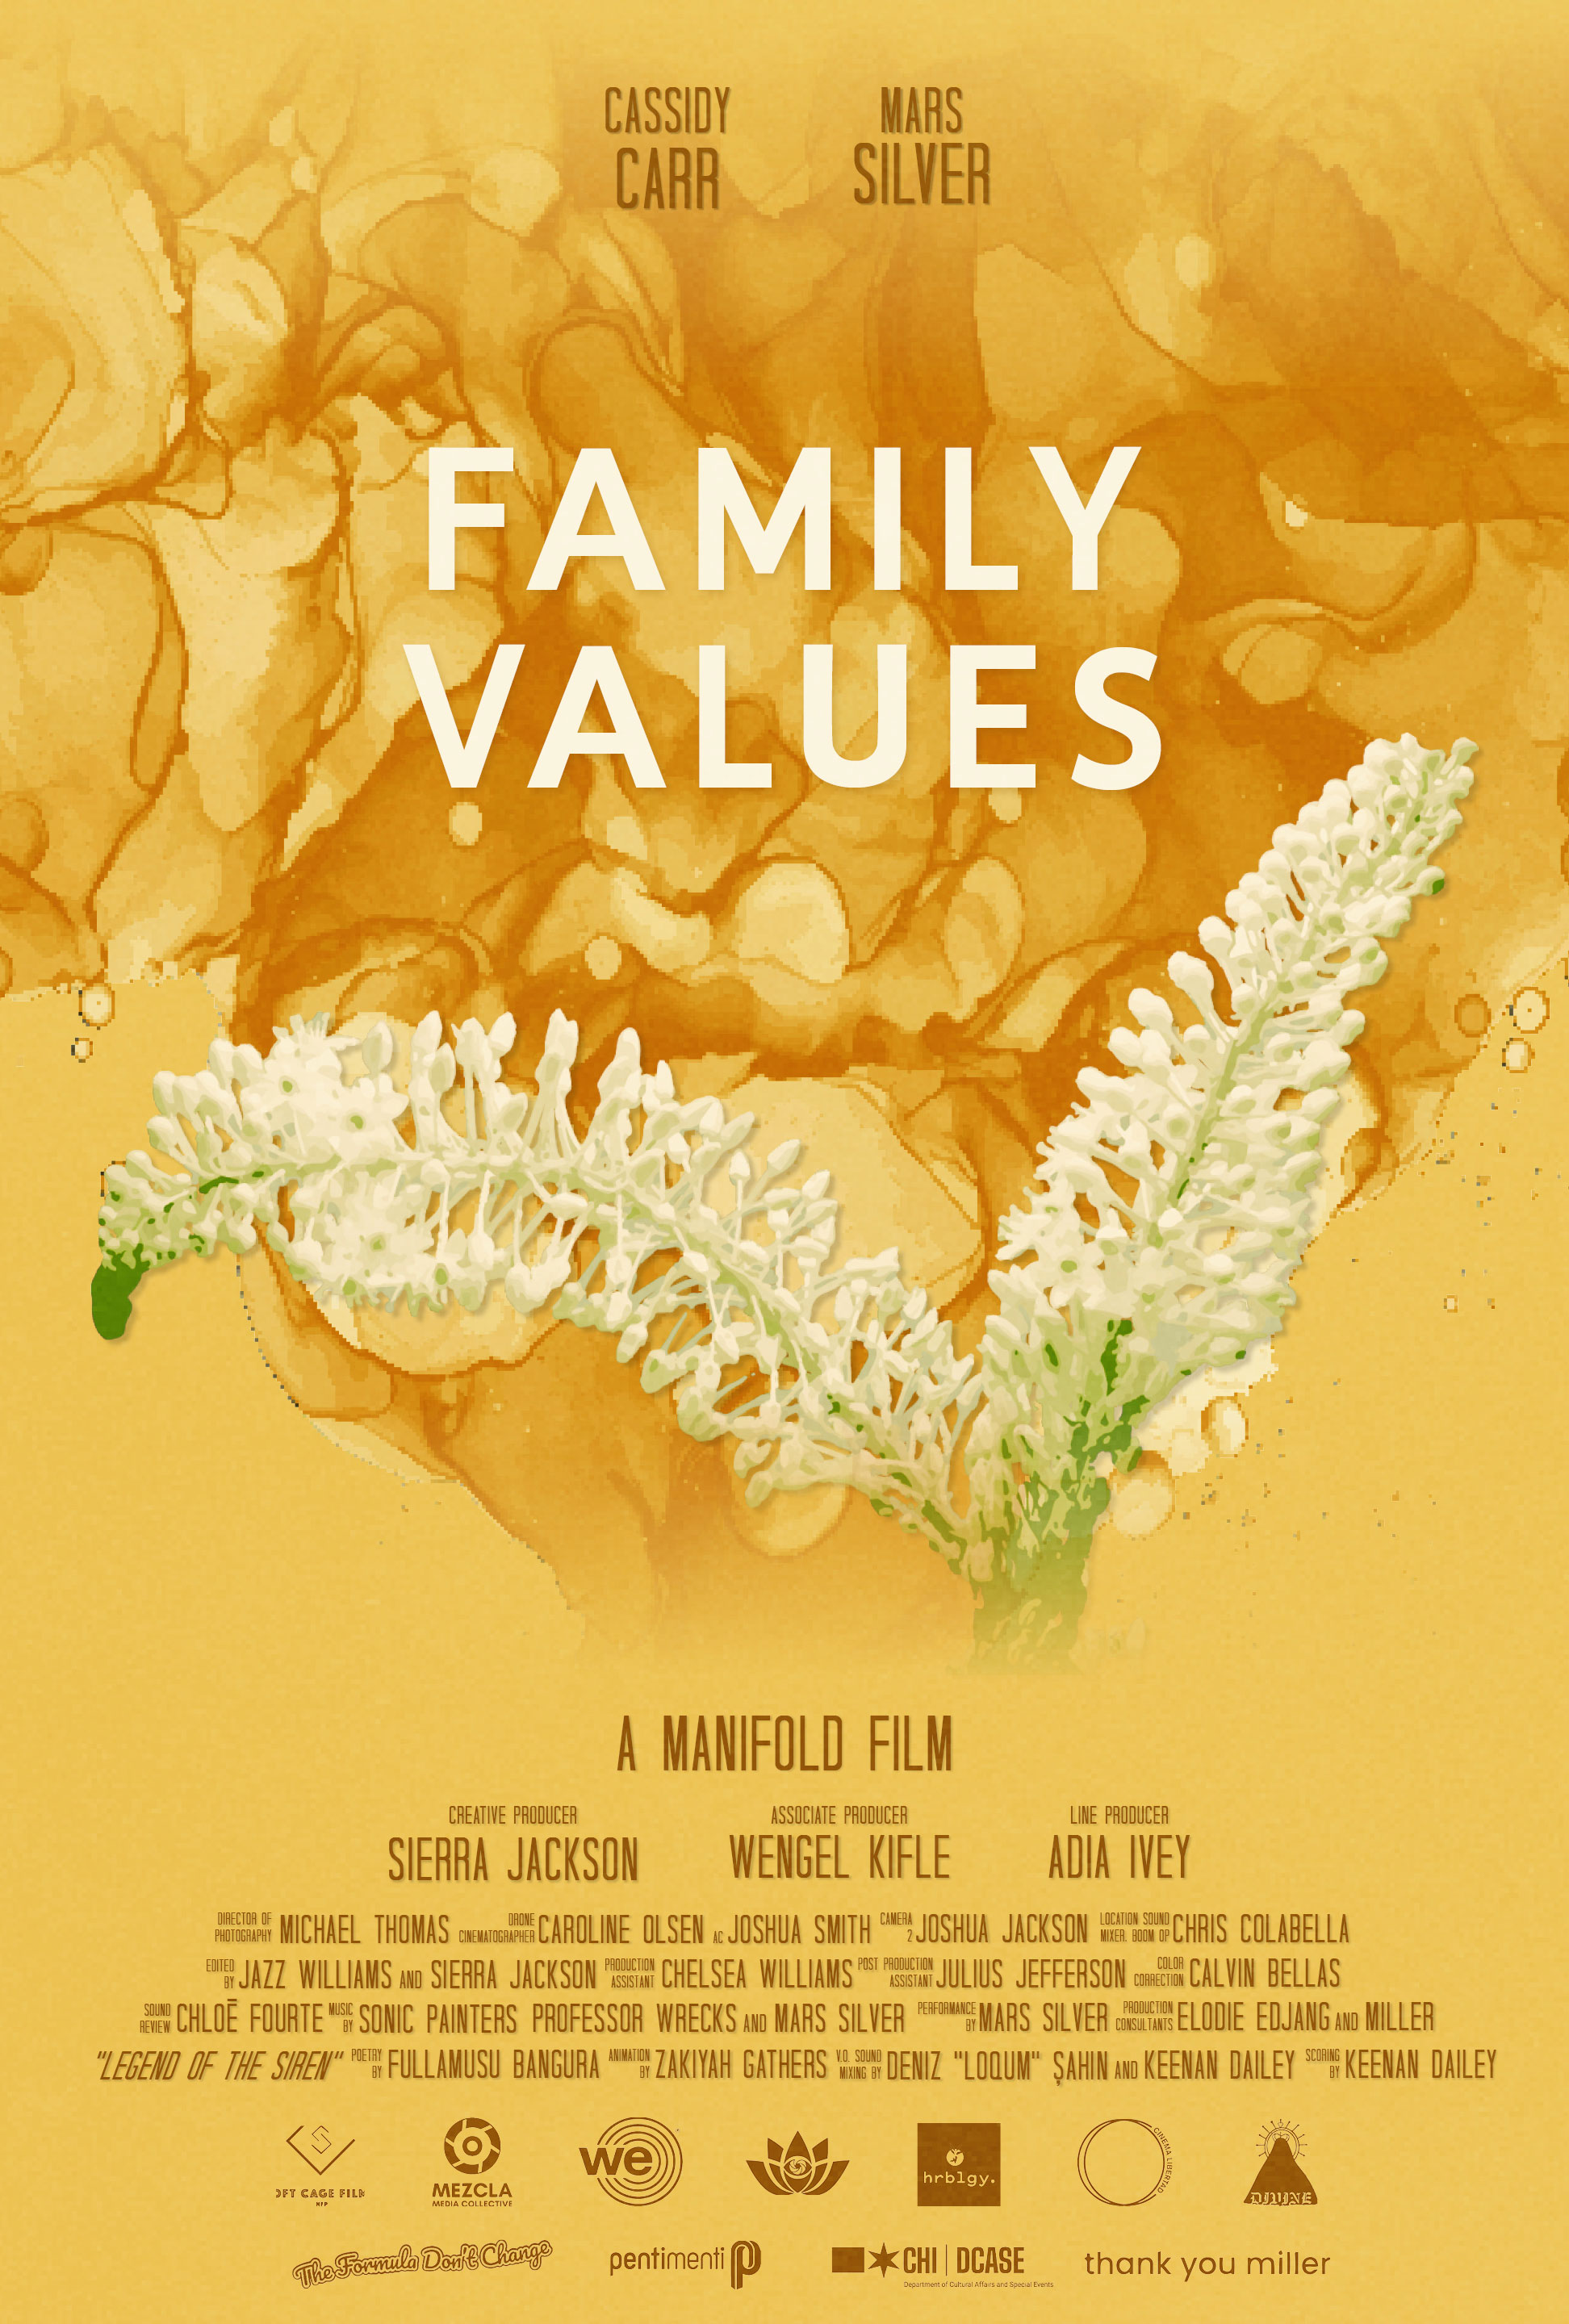 CASSIDY CARR
MARS SILVER
FAMILY
VALUES
A MANIFOLD FILM
CREATIVE PRODUCER
SIERRA JACKSON
ASSOCIATE PRODUCER
WENGEL KIFLE
LINE PRODUCER
ADIA IVEY
DIRECTOR OF PHOTOGRAPHY MICHAEL THOMAS DRONE CINEMATOGRAPHER CAROLINE OLSEN AC JOSHUA SMITH CAMERA 2 JOSHUA JACKSON LOCATION SOUND MIXER. BOOM OP CHRIS COLABELLA
EDITED BY JAZZ WILLIAMS AND SIERRA JACKSON PRODUCTION ASSISTANT CHELSEA WILLIAMS POST PRODUCTION ASSISTANT JULIUS JEFFERSON COLOR CORRECTION CALVIN BELLAS
SOUND REVIEW CHLOĒ FOURTE MUSIC BY SONIC PAINTERS PROFESSOR WRECKS AND MARS SILVER PERFORMANCE BY MARS SILVER PRODUCTION CONSULTANTS ELODIE EDJANG AND MILLER
"LEGEND OF THE SIREN" POETRY BY FULLAMUSU BANGURA ANIMATION BY ZAKIYAH GATHERS V.O. SOUND MIXING BY DENIZ "LOQUM" ŞAHIN AND KEENAN DAILEY SCORING BY KEENAN DAILEY
OFT CAGE FILM
NFP
MEZCLA
MEDIA COLLECTIVE
we
hrblgy.
CINEMA LIBERTAD
DIVINE
The Formula Don't Change
pentimenti
CHI DCASE
Department of Cultural Affairs and Special Events
thank you miller